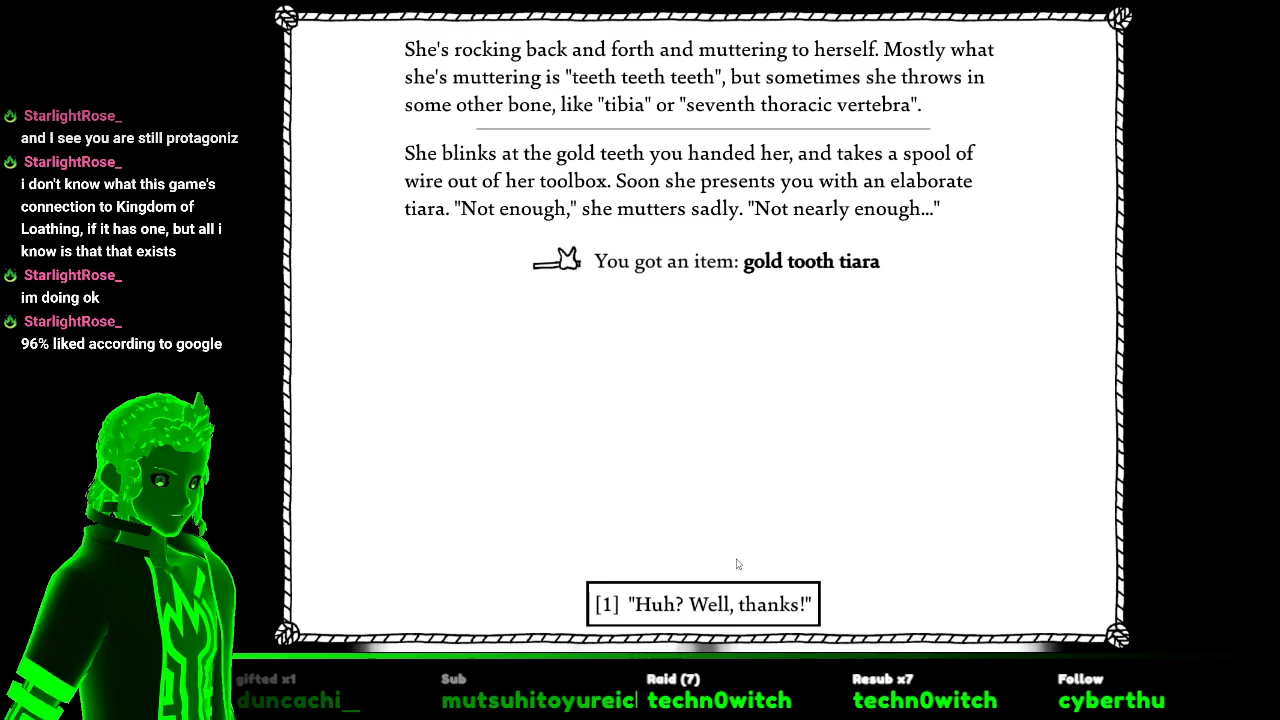 StarlightRose_
and I see you are still protagoniz
StarlightRose_
i don't know what this game's
connection to Kingdom of
Loathing, if it has one, but all i
know is that that exists
StarlightRose_
im doing ok
StarlightRose_
96% liked according to google
She's rocking back and forth and muttering to herself. Mostly what
she's muttering is "teeth teeth teeth", but sometimes she throws in
some other bone, like "tibia" or "seventh thoracic vertebra".
She blinks at the gold teeth you handed her, and takes a spool of
wire out of her toolbox. Soon she presents you with an elaborate
tiara. "Not enough," she mutters sadly. "Not nearly enough..."
You got an item: gold tooth tiara
[1] "Huh? Well, thanks!"
gifted x1
duncachi__
Sub
mutsuhitoyureic
Raid (7)
techn0witch
Resub x7
techn0witch
Follow
cyberthu